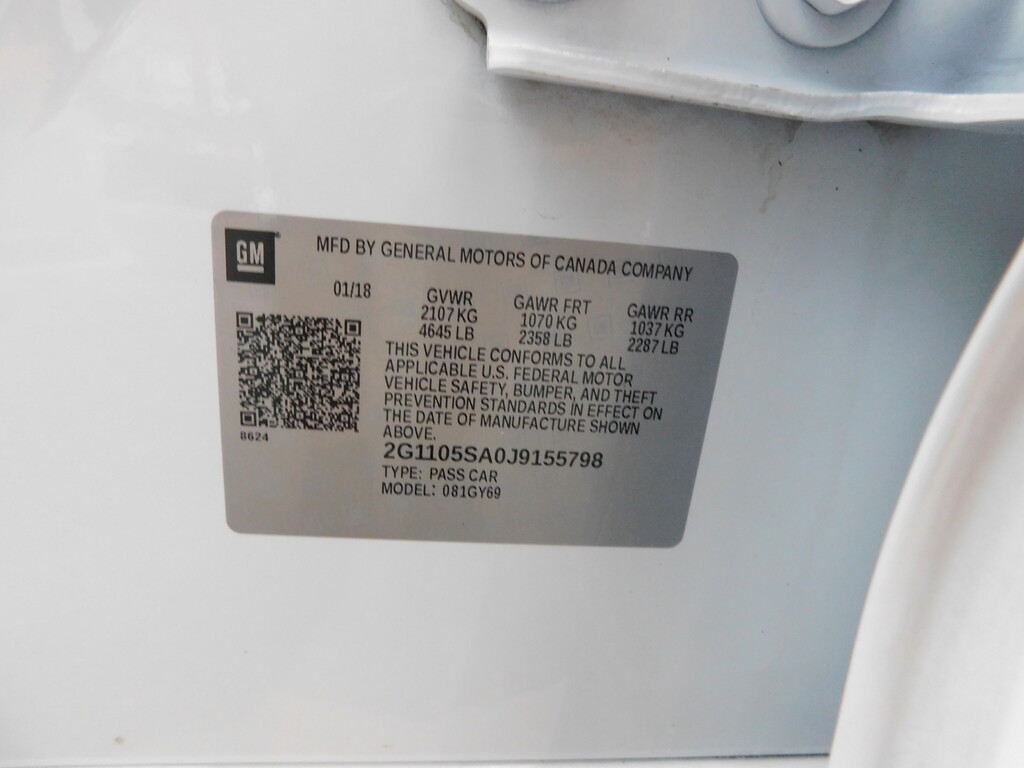 GM
MFD BY GENERAL MOTORS OF CANADA COMPANY
01/18
GVWR GAWR FRT GAWR RR
2107 KG 1070 KG 1037 KG
4645 LB 2358 LB 2287 LB
THIS VEHICLE CONFORMS TO ALL
APPLICABLE U.S. FEDERAL MOTOR
VEHICLE SAFETY, BUMPER, AND THEFT
PREVENTION STANDARDS IN EFFECT ON
THE DATE OF MANUFACTURE SHOWN
ABOVE.
8624
2G1105SA0J9155798
TYPE: PASS CAR
MODEL: 081GY69